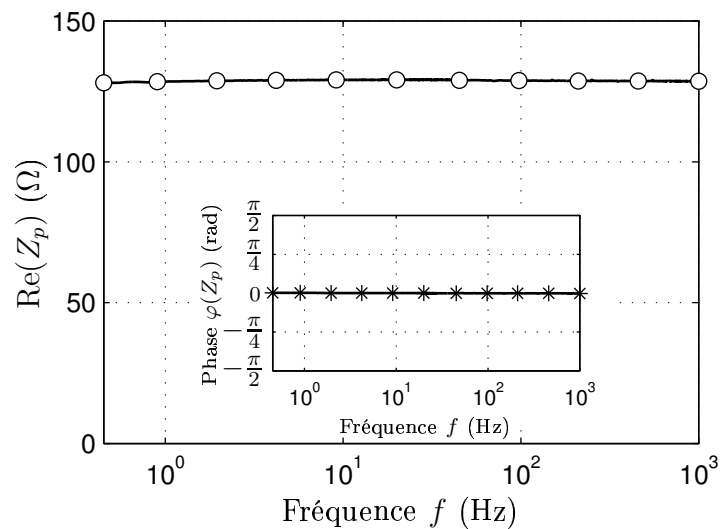 150
100
50
0
Re(Z_p) (Ω)
10^0
10^1
10^2
10^3
Fréquence f (Hz)
Phase φ(Z_p) (rad)
π/2
π/4
0
−π/4
−π/2
10^0
10^1
10^2
10^3
Fréquence f (Hz)